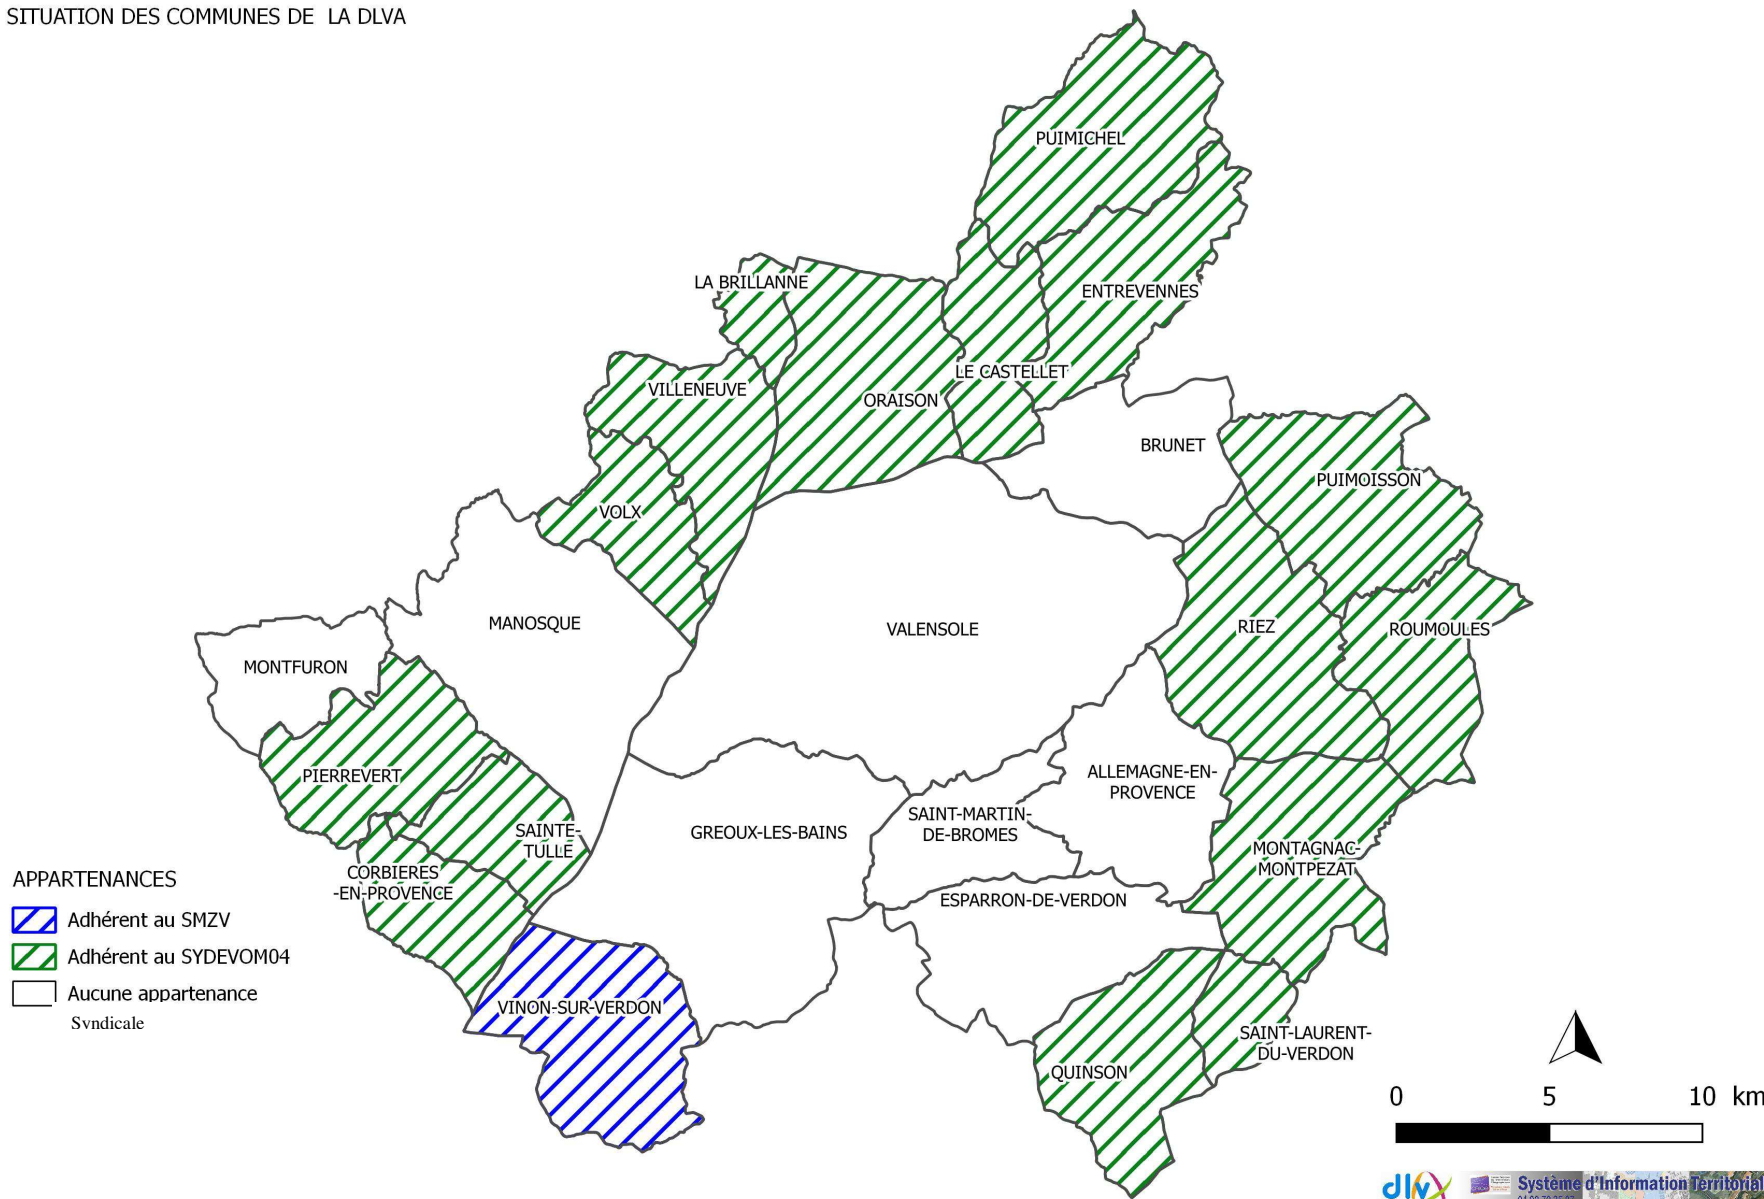 SITUATION DES COMMUNES DE LA DLVA
PUIMICHEL
LA BRILLANNE
ENTREVENNES
LE CASTELLET
VILLENEUVE
ORAISON
BRUNET
PUIMOISSON
VOLX
MANOSQUE
VALENSOLE
RIEZ
ROUMOULES
MONTFURON
PIERREVERT
ALLEMAGNE-EN-
PROVENCE
SAINT-MARTIN-
DE-BROMES
GREOUX-LES-BAINS
SAINTE-
TULLE
MONTAGNAC-
MONTPEZAT
CORBIERES
-EN-PROVENCE
ESPARRON-DE-VERDON
VINON-SUR-VERDON
SAINT-LAURENT-
DU-VERDON
QUINSON
APPARTENANCES
Adhérent au SMZV
Adhérent au SYDEVOM04
Aucune appartenance
Syndicale
0 5 10 km
dlva
Système d'Information Territorial